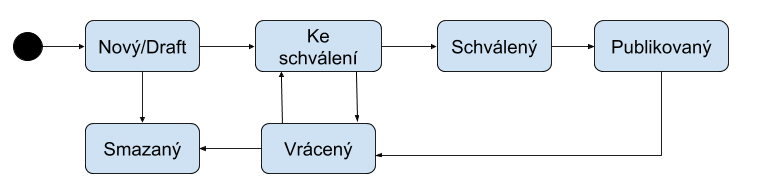 Nový/Draft
Ke
schválení
Schválený
Publikovaný
Smazaný
Vrácený